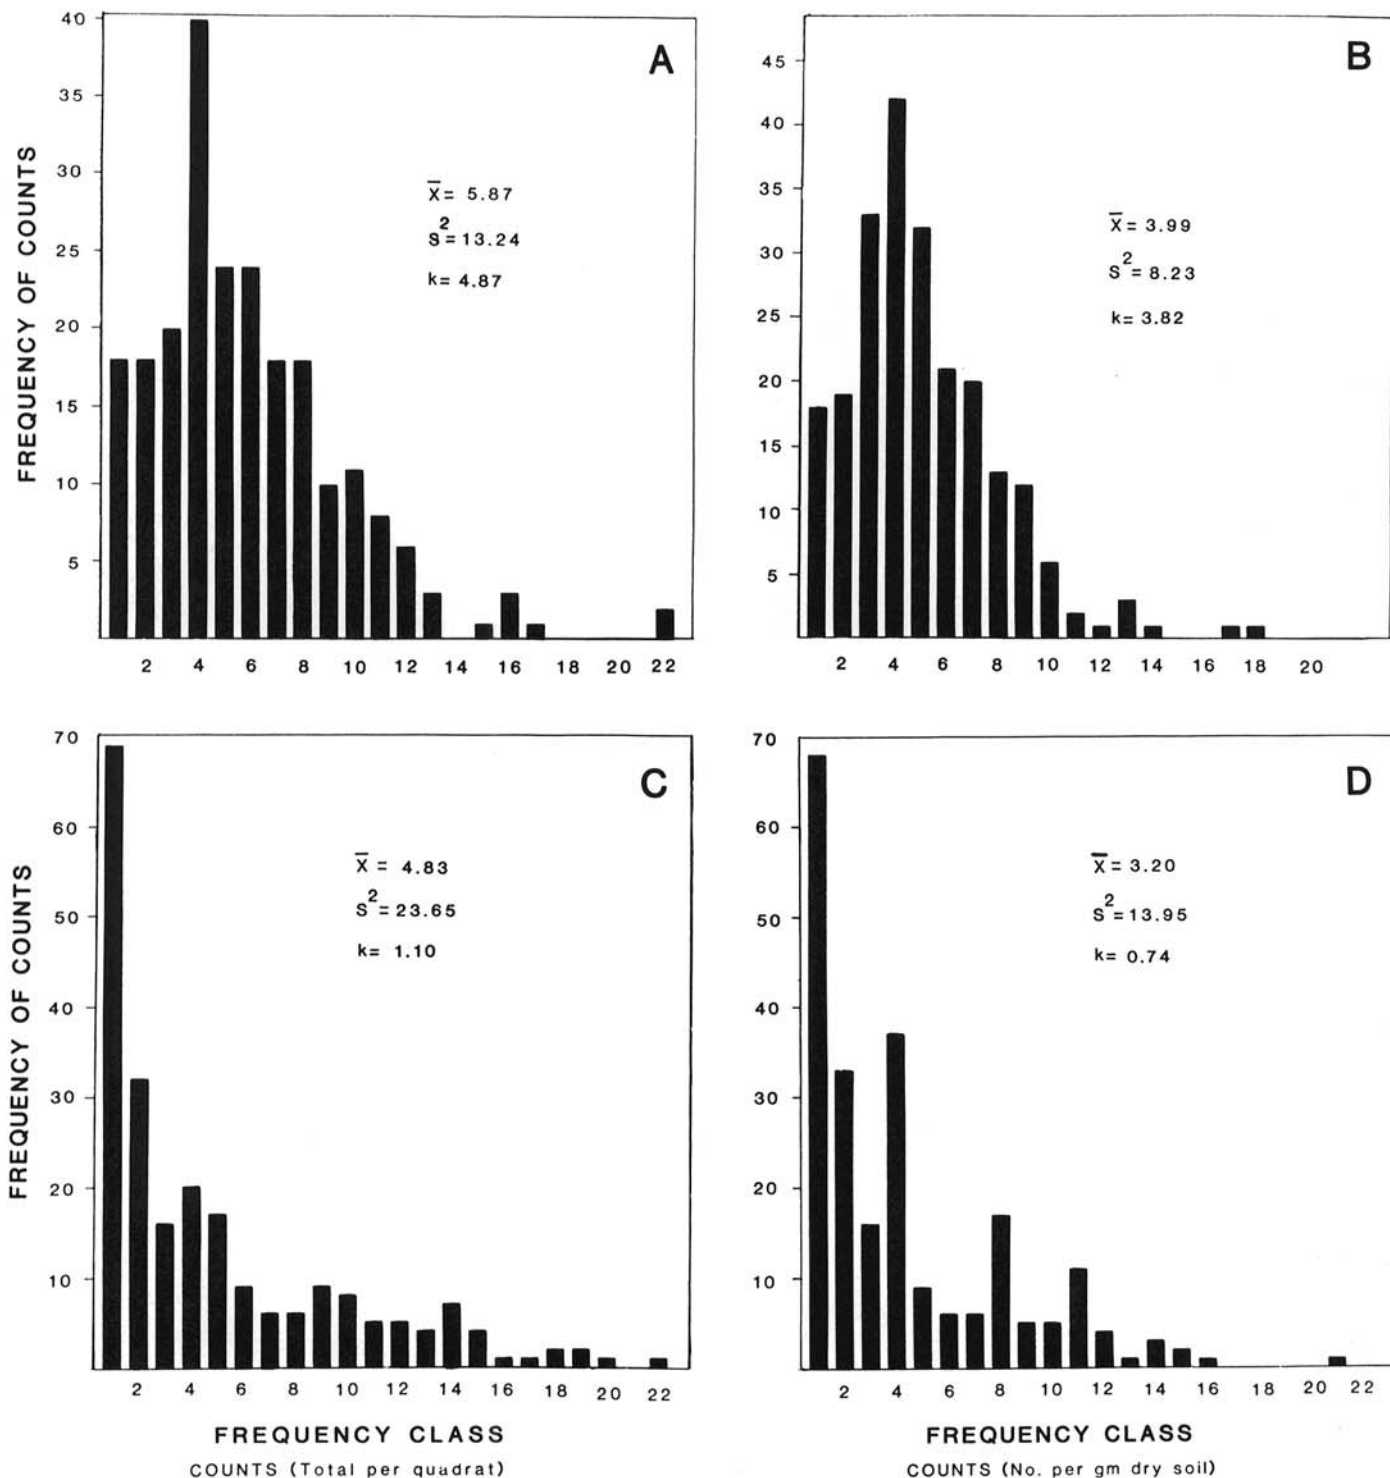 A
FREQUENCY OF COUNTS
40
35
30
25
20
15
10
5
X̄ = 5.87
S² = 13.24
k = 4.87
2 4 6 8 10 12 14 16 18 20 22
B
45
40
35
30
25
20
15
10
5
X̄ = 3.99
S² = 8.23
k = 3.82
2 4 6 8 10 12 14 16 18 20
C
FREQUENCY OF COUNTS
70
60
50
40
30
20
10
X̄ = 4.83
S² = 23.65
k = 1.10
2 4 6 8 10 12 14 16 18 20 22
FREQUENCY CLASS
COUNTS (Total per quadrat)
D
70
60
50
40
30
20
10
X̄ = 3.20
S² = 13.95
k = 0.74
2 4 6 8 10 12 14 16 18 20 22
FREQUENCY CLASS
COUNTS (No. per gm dry soil)